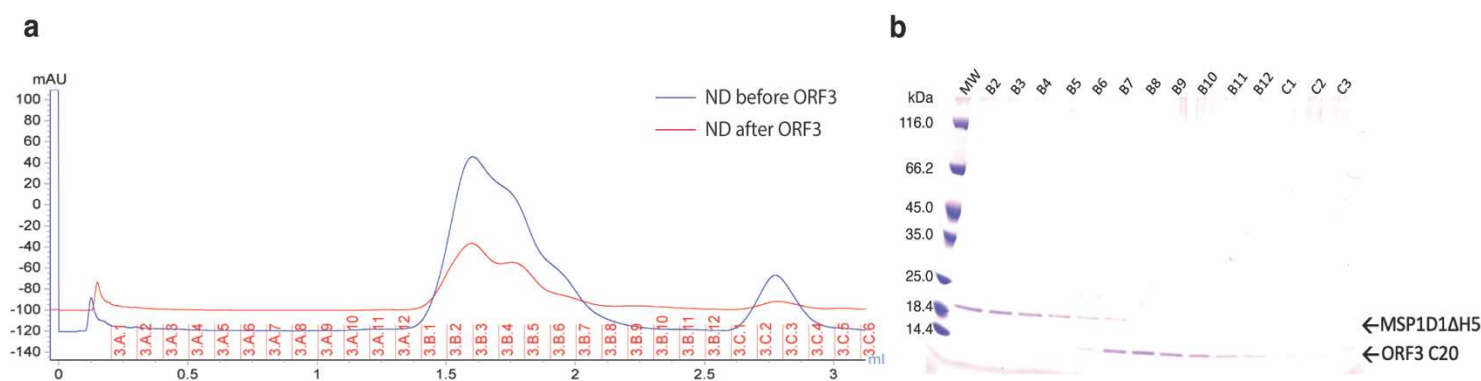 a
mAU
100
80
60
40
20
0
-20
-40
-60
-80
-100
-120
-140
ND before ORF3
ND after ORF3
3.A.1 3.A.2 3.A.3 3.A.4 3.A.5 3.A.6 3.A.7 3.A.8 3.A.9 3.A.10 3.A.11 3.A.12 3.B.1 3.B.2 3.B.3 3.B.4 3.B.5 3.B.6 3.B.7 3.B.8 3.B.9 3.B.10 3.B.11 3.B.12 3.C.1 3.C.2 3.C.3 3.C.4 3.C.5 3.C.6
0 0.5 1 1.5 2 2.5 3 ml
b
kDa MW B2 B3 B4 B5 B6 B7 B8 B9 B10 B11 B12 C1 C2 C3
116.0
66.2
45.0
35.0
25.0
18.4
14.4
←MSP1D1ΔH5
←ORF3 C20